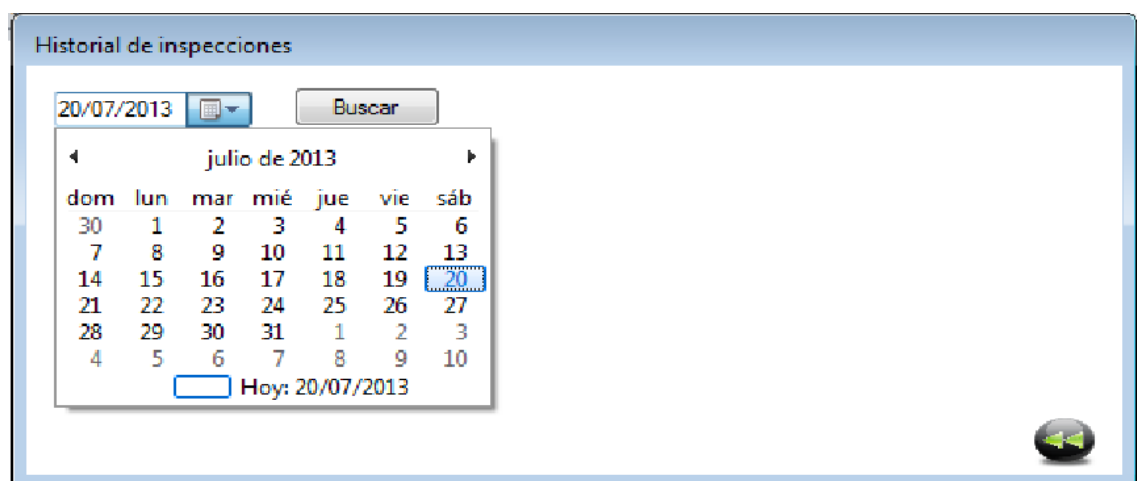 Historial de inspecciones
20/07/2013 Buscar
julio de 2013
dom lun mar mié jue vie sáb
30 1 2 3 4 5 6
7 8 9 10 11 12 13
14 15 16 17 18 19 20
21 22 23 24 25 26 27
28 29 30 31 1 2 3
4 5 6 7 8 9 10
Hoy: 20/07/2013